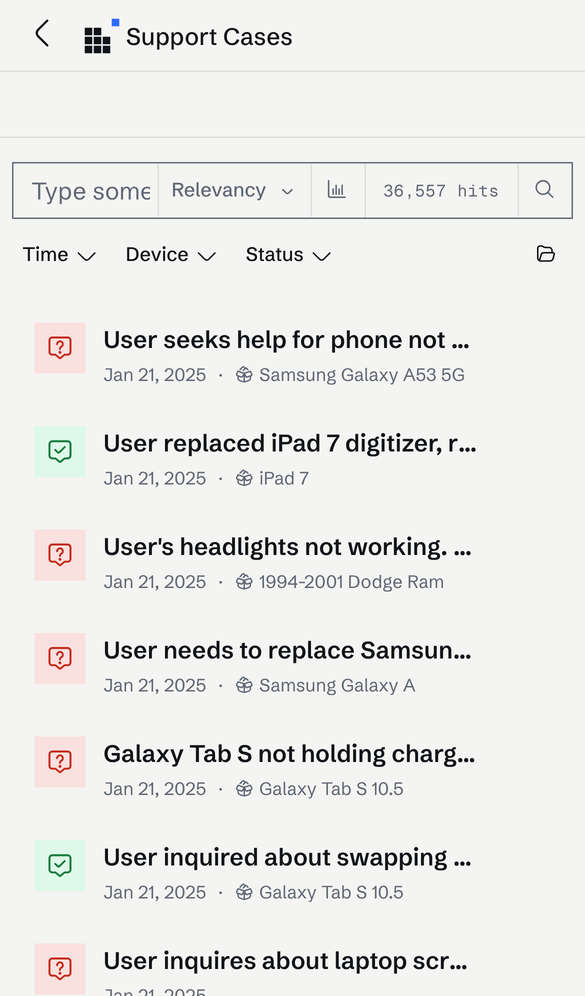 Support Cases
Type some
Relevancy
36,557 hits
Time Device Status
User seeks help for phone not ...
Jan 21, 2025 · Samsung Galaxy A53 5G
User replaced iPad 7 digitizer, r...
Jan 21, 2025 · iPad 7
User's headlights not working. ...
Jan 21, 2025 · 1994-2001 Dodge Ram
User needs to replace Samsun...
Jan 21, 2025 · Samsung Galaxy A
Galaxy Tab S not holding charg...
Jan 21, 2025 · Galaxy Tab S 10.5
User inquired about swapping ...
Jan 21, 2025 · Galaxy Tab S 10.5
User inquires about laptop scr...
Jan 21, 2025